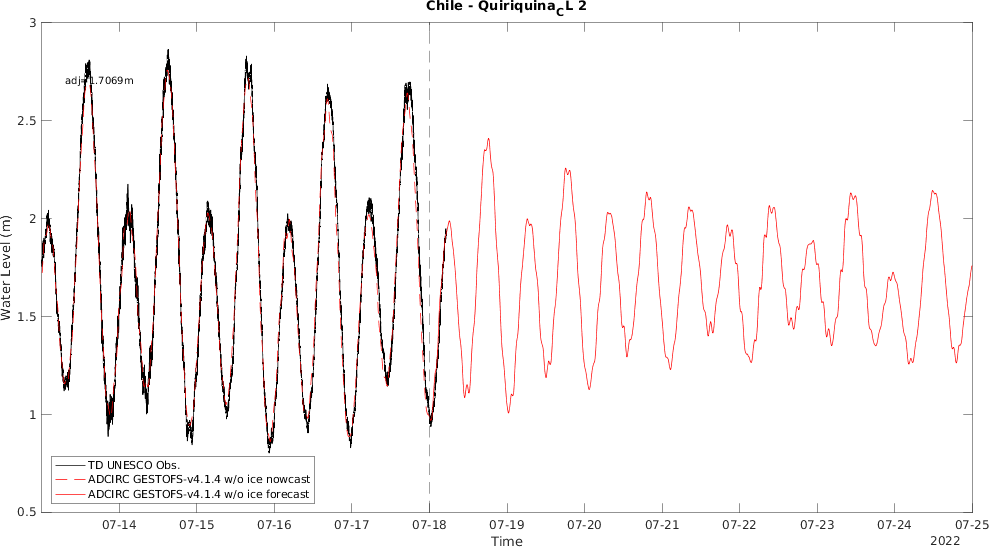 Chile - Quiriquina_CL 2
3
2.5
2
1.5
1
0.5
Water Level (m)
adj=1.7069m
TD UNESCO Obs.
ADCIRC GESTOFS-v4.1.4 w/o ice nowcast
ADCIRC GESTOFS-v4.1.4 w/o ice forecast
07-14 07-15 07-16 07-17 07-18 07-19 07-20 07-21 07-22 07-23 07-24 07-25
Time
2022